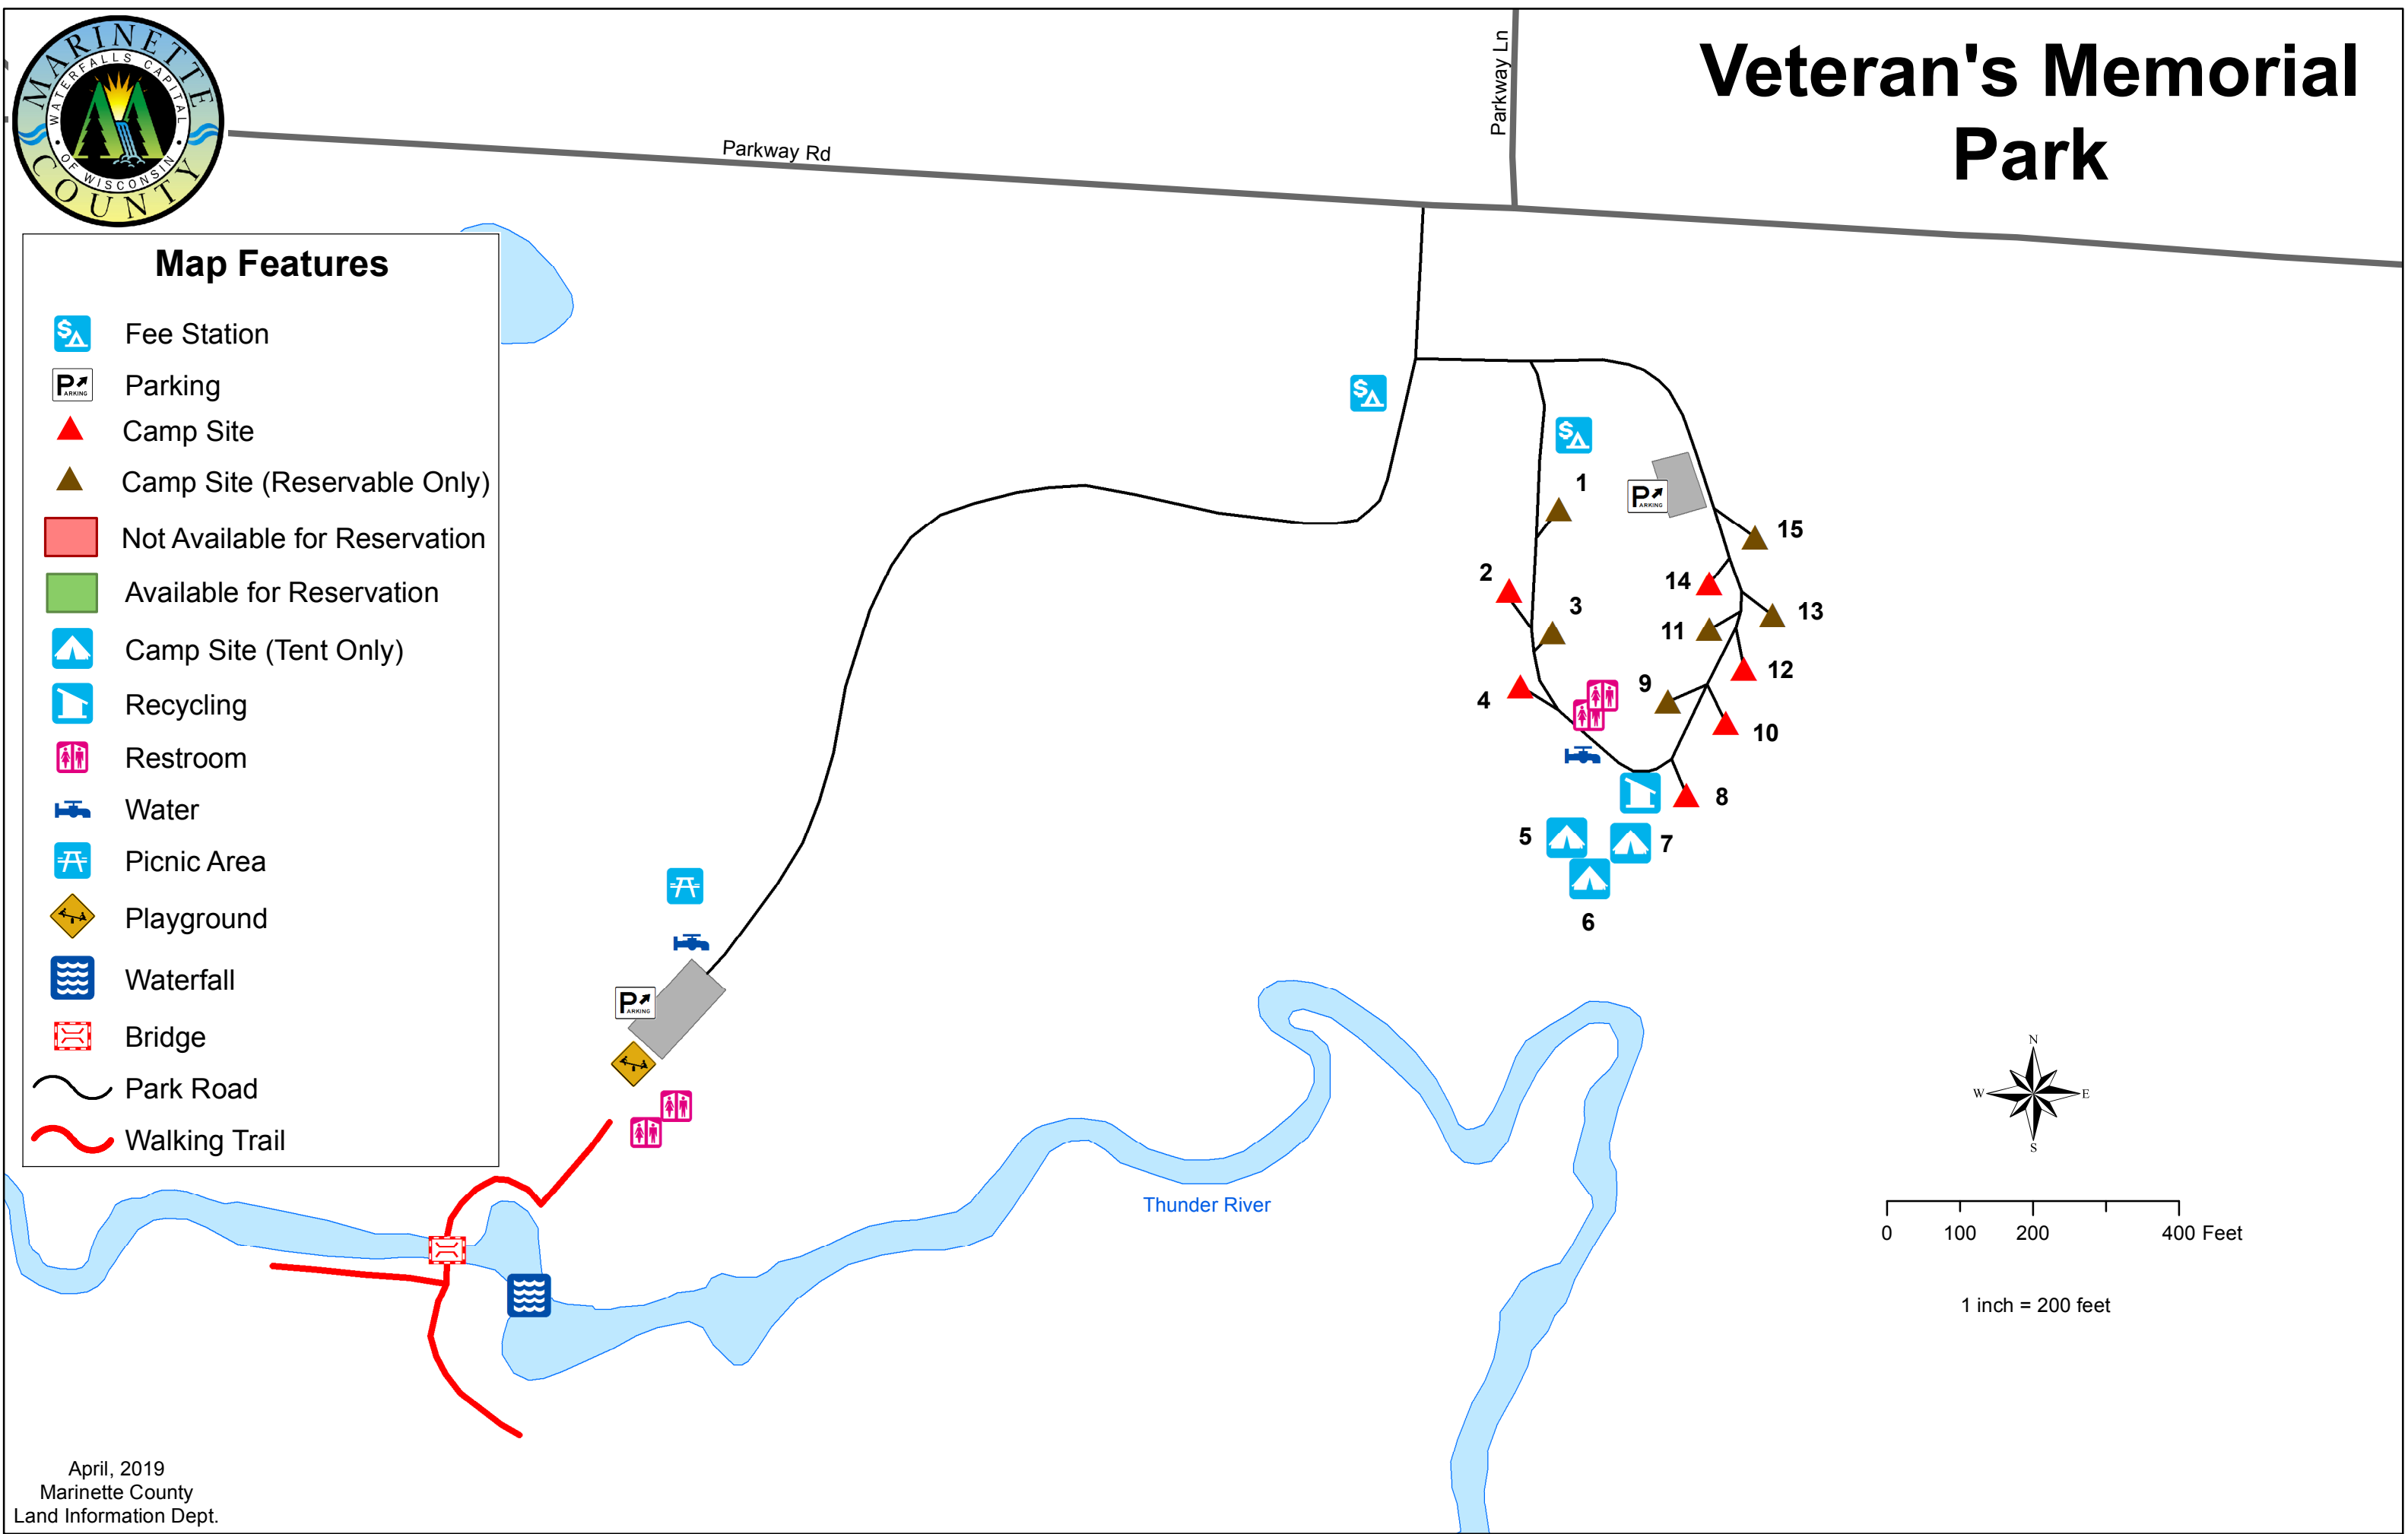 MARINETTE
COUNTY
WATERFALLS CAPITAL
• OF WISCONSIN •
Veteran's Memorial
Park
Parkway Ln
Parkway Rd
Map Features
$ Fee Station
P ARKING Parking
Camp Site
Camp Site (Reservable Only)
Not Available for Reservation
Available for Reservation
Camp Site (Tent Only)
Recycling
Restroom
Water
Picnic Area
Playground
Waterfall
Bridge
Park Road
Walking Trail
$
$
1
P ARKING
15
2
14
3
13
11
12
9
4
10
8
5
7
6
P ARKING
Thunder River
N
W E
S
0 100 200 400 Feet
1 inch = 200 feet
April, 2019
Marinette County
Land Information Dept.